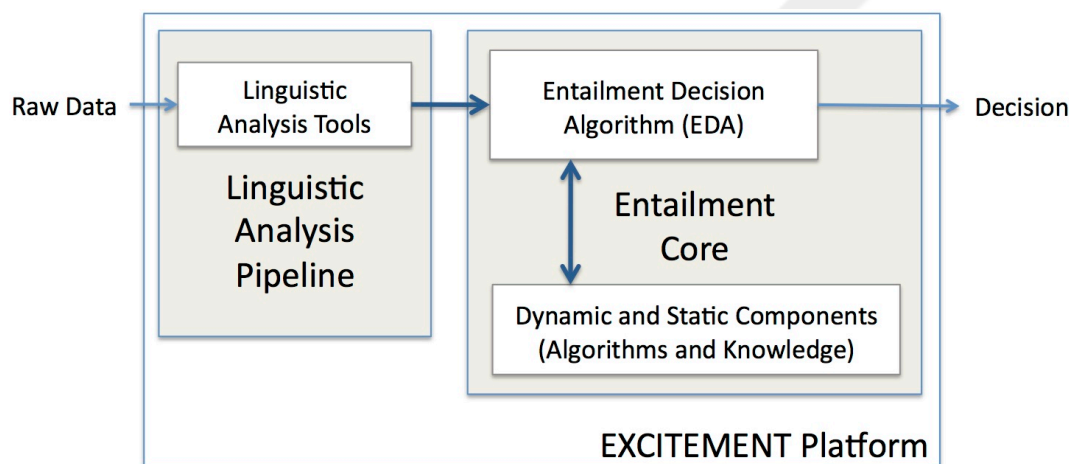 Raw Data
Linguistic
Analysis Tools
Linguistic
Analysis
Pipeline
Entailment Decision
Algorithm (EDA)
Decision
Entailment
Core
Dynamic and Static Components
(Algorithms and Knowledge)
EXCITEMENT Platform